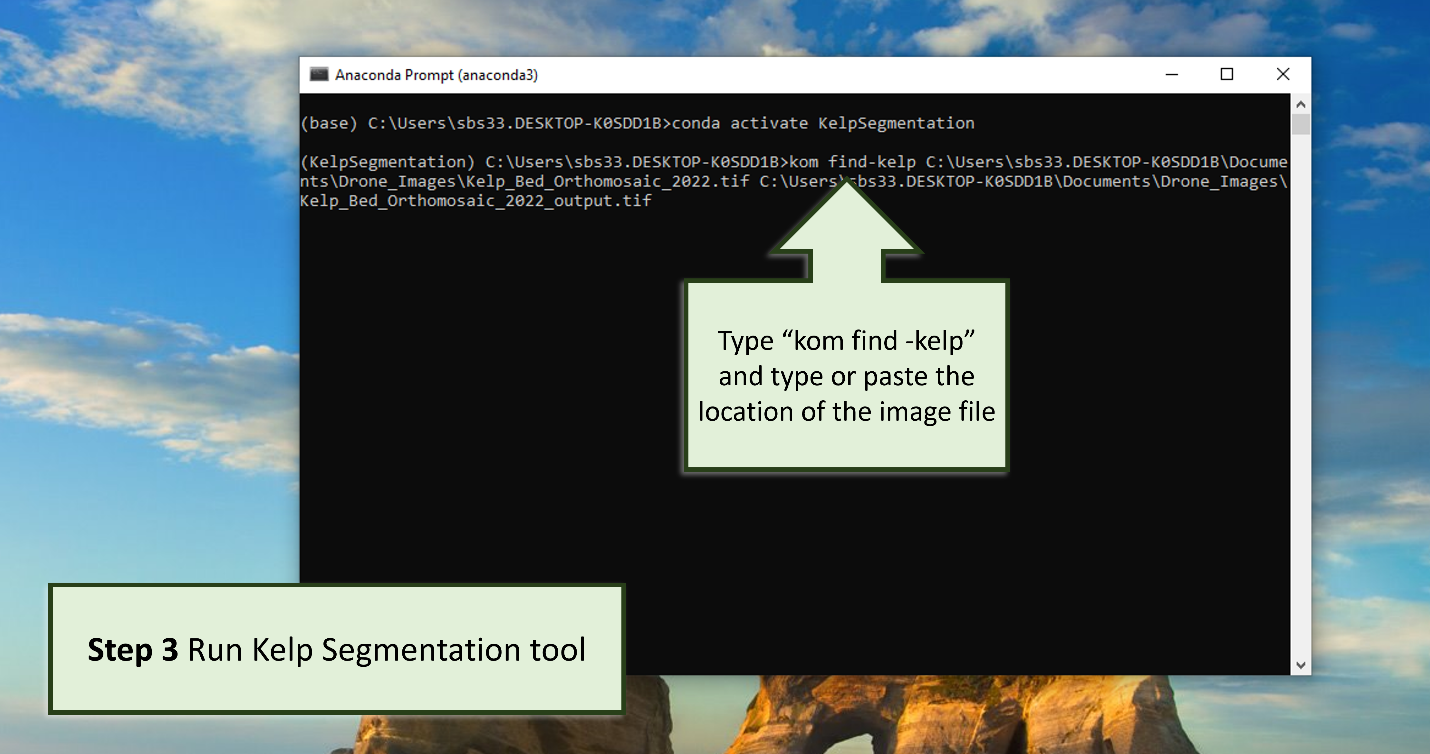 Anaconda Prompt (anaconda3)
(base) C:\Users\sbs33.DESKTOP-K0SDD1B>conda activate KelpSegmentation
(KelpSegmentation) C:\Users\sbs33.DESKTOP-K0SDD1B>kom find-kelp C:\Users\sbs33.DESKTOP-K0SDD1B\Docume
nts\Drone_Images\Kelp_Bed_Orthomosaic_2022.tif C:\Users\sbs33.DESKTOP-K0SDD1B\Documents\Drone_Images\
Kelp_Bed_Orthomosaic_2022_output.tif
Type “kom find -kelp”
and type or paste the
location of the image file
Step 3 Run Kelp Segmentation tool